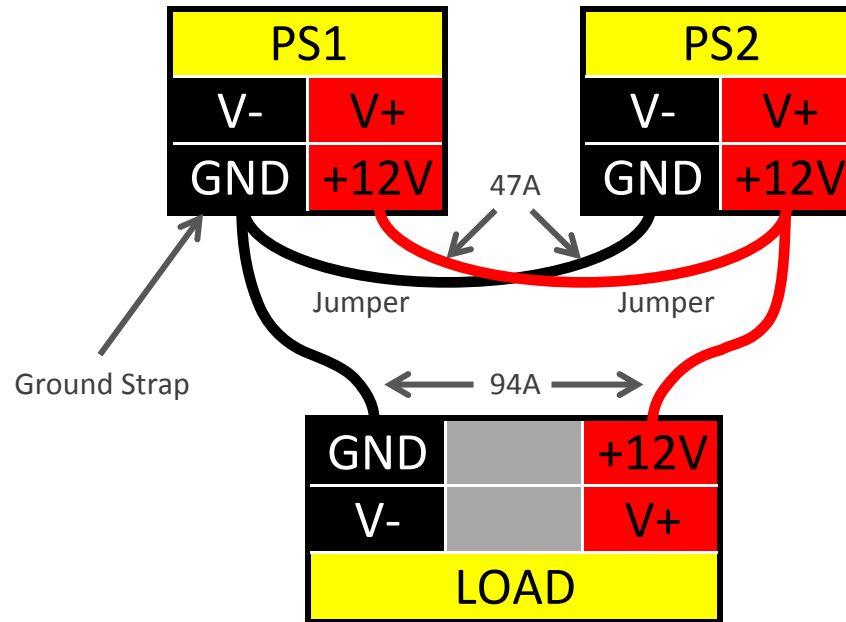 PS1 PS2
V- V+ V- V+
GND +12V 47A GND +12V
Jumper Jumper
Ground Strap 94A
GND +12V
V- V+
LOAD